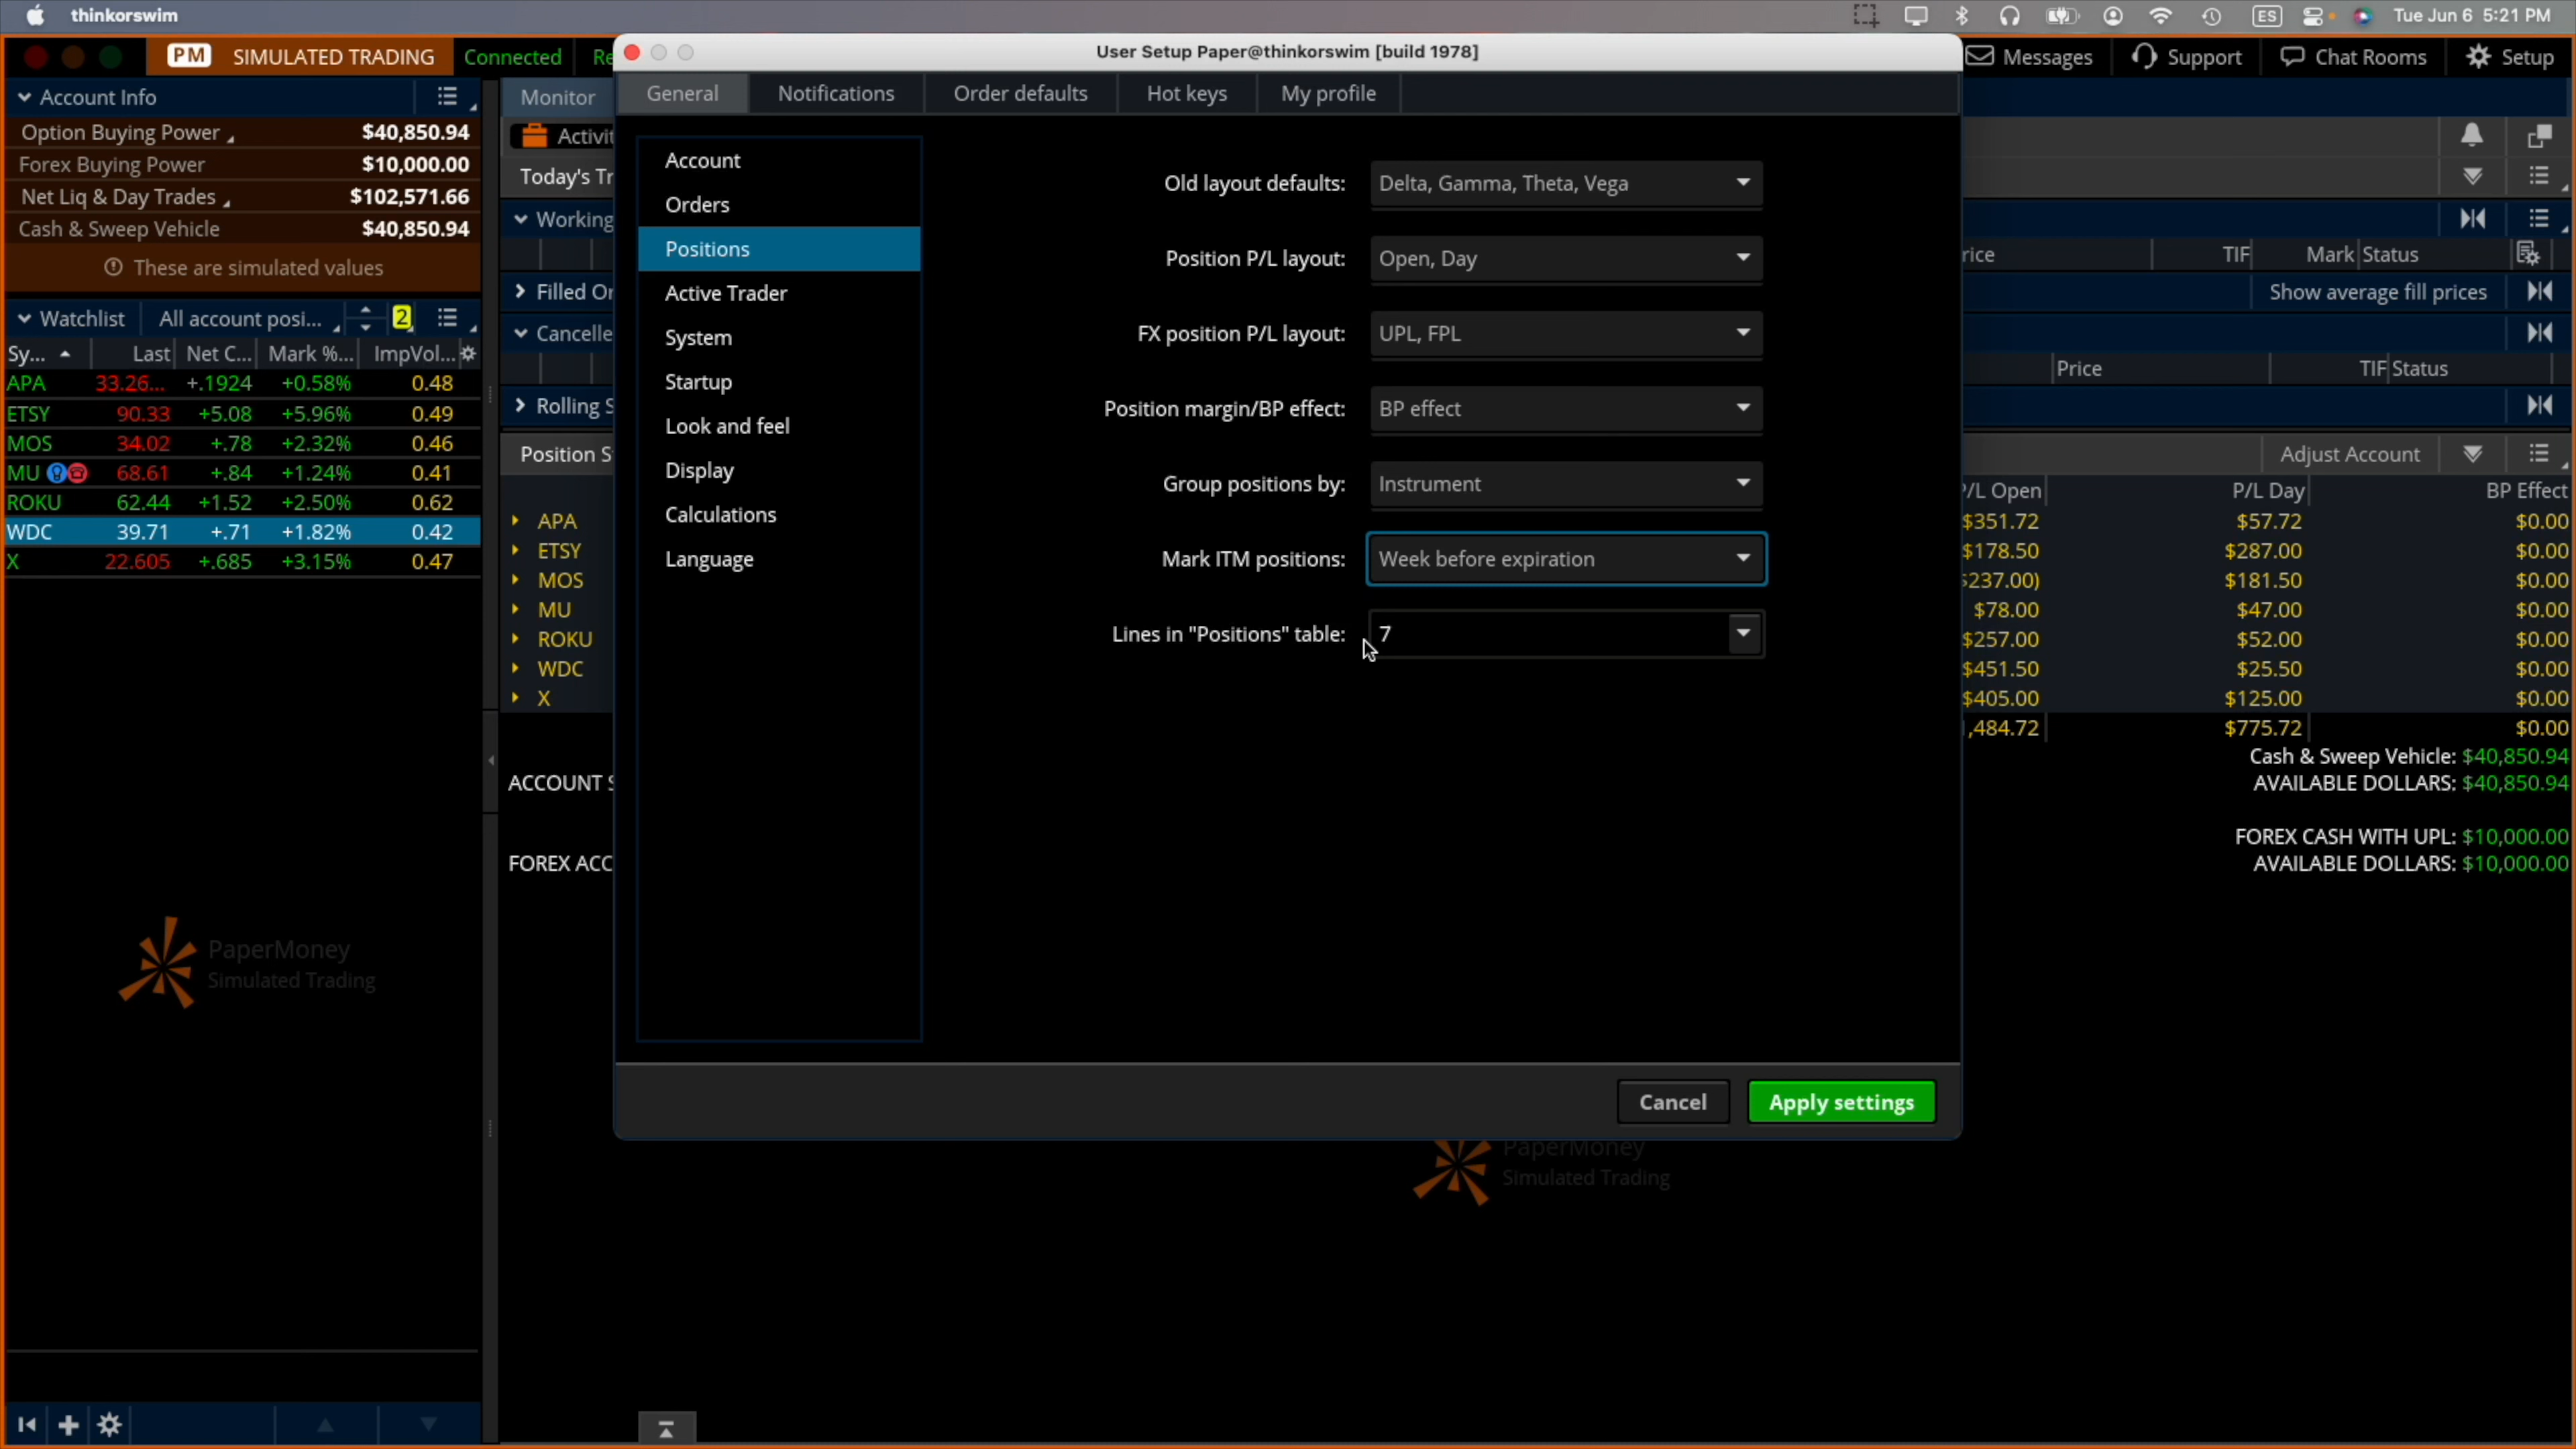 thinkorswim
ES
Tue Jun 6 5:21 PM
PM SIMULATED TRADING Connected Re
User Setup Paper@thinkorswim [build 1978]
Messages Support Chat Rooms Setup
Account Info
Option Buying Power $40,850.94
Forex Buying Power $10,000.00
Net Liq & Day Trades $102,571.66
Cash & Sweep Vehicle $40,850.94
These are simulated values
Watchlist All account posi... 2
Sy... Last Net C... Mark %... ImpVol...
APA 33.26... +.1924 +0.58% 0.48
ETSY 90.33 +5.08 +5.96% 0.49
MOS 34.02 +.78 +2.32% 0.46
MU 68.61 +.84 +1.24% 0.41
ROKU 62.44 +1.52 +2.50% 0.62
WDC 39.71 +.71 +1.82% 0.42
X 22.605 +.685 +3.15% 0.47
PaperMoney
Simulated Trading
Monitor
Activit
Today's Tr
Working
Filled Or
Cancelle
Rolling S
Position S
APA
ETSY
MOS
MU
ROKU
WDC
X
ACCOUNT S
FOREX ACC
General Notifications Order defaults Hot keys My profile
Account
Orders
Positions
Active Trader
System
Startup
Look and feel
Display
Calculations
Language
Old layout defaults: Delta, Gamma, Theta, Vega
Position P/L layout: Open, Day
FX position P/L layout: UPL, FPL
Position margin/BP effect: BP effect
Group positions by: Instrument
Mark ITM positions: Week before expiration
Lines in "Positions" table: 7
Cancel Apply settings
rice TIF Mark Status
Show average fill prices
Price TIF Status
Adjust Account
P/L Open P/L Day BP Effect
$351.72 $57.72 $0.00
$178.50 $287.00 $0.00
$237.00) $181.50 $0.00
$78.00 $47.00 $0.00
$257.00 $52.00 $0.00
$451.50 $25.50 $0.00
$405.00 $125.00 $0.00
,484.72 $775.72 $0.00
Cash & Sweep Vehicle: $40,850.94
AVAILABLE DOLLARS: $40,850.94
FOREX CASH WITH UPL: $10,000.00
AVAILABLE DOLLARS: $10,000.00
PaperMoney
Simulated Trading